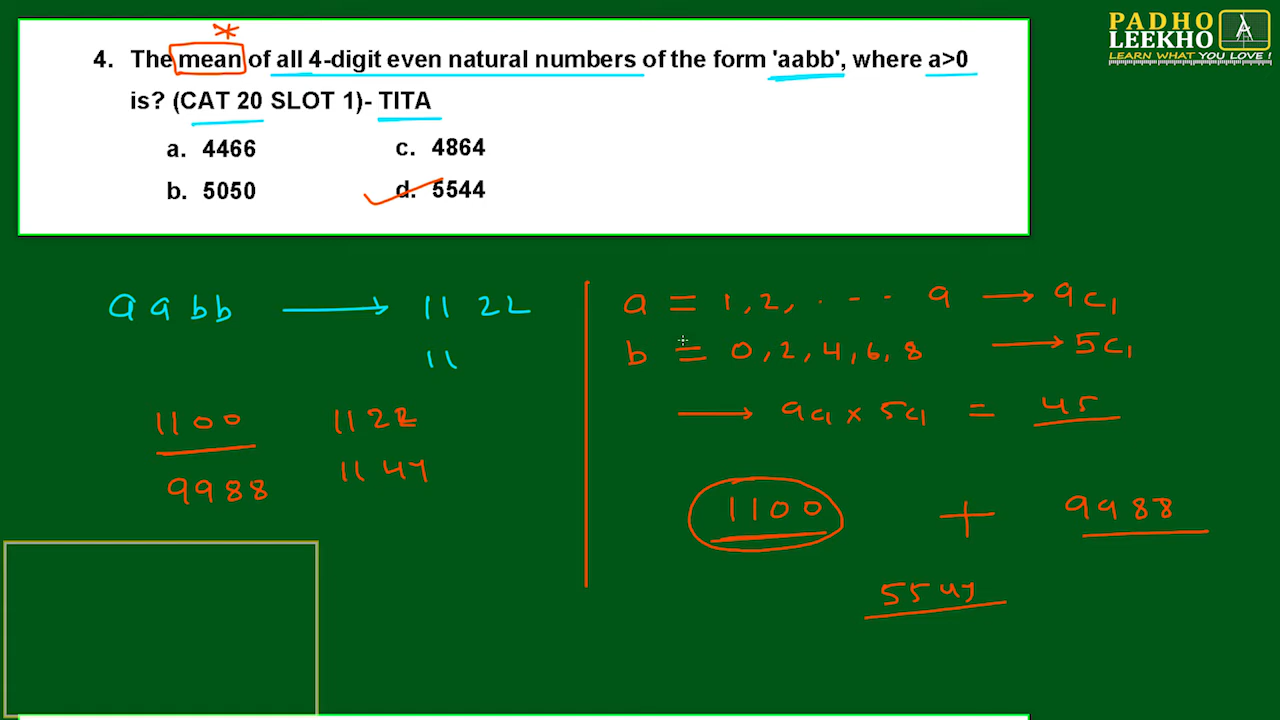 PADHO
LEEKHO
LEARN WHAT YOU LOVE !
4. The mean of all 4-digit even natural numbers of the form 'aabb', where a>0
is? (CAT 20 SLOT 1)- TITA
a. 4466 c. 4864
b. 5050 d. 5544
a a b b → 11 22
11
1100 1122
9988 1144
a = 1, 2, . - - 9 → 9C1
b = 0, 2, 4, 6, 8 → 5C1
→ 9C1 x 5C1 = 45
1100 + 9988
5544